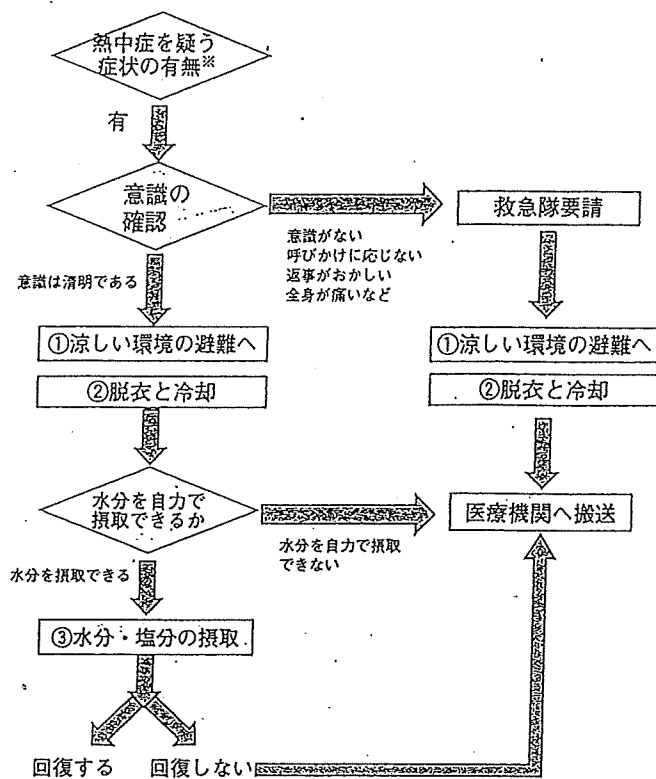 熱中症を疑う
症状の有無※
有
意識の
確認
救急隊要請
意識がない
呼びかけに応じない
返事がおかしい
全身が痛いなど
意識は清明である
①涼しい環境の避難へ
①涼しい環境の避難へ
②脱衣と冷却
②脱衣と冷却
水分を自力で
摂取できるか
医療機関へ搬送
水分を自力で摂取
できない
水分を摂取できる
③水分・塩分の摂取
回復する
回復しない